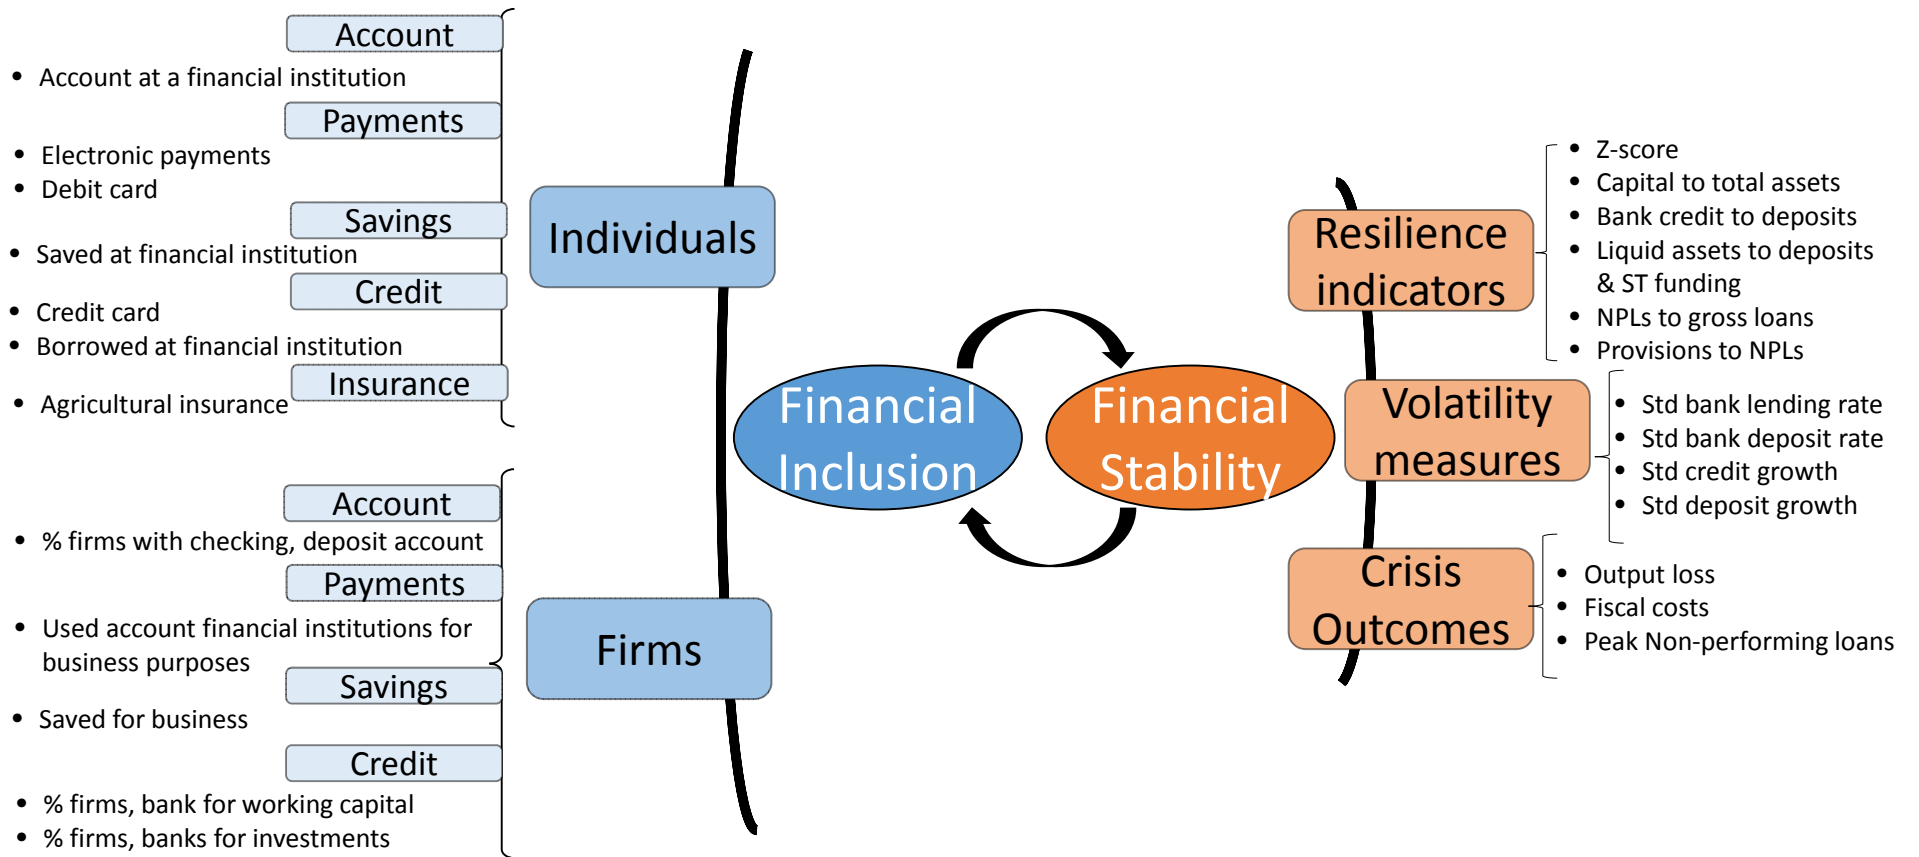 Account
• Account at a financial institution
Payments
• Electronic payments
• Debit card
Savings
• Saved at financial institution
Credit
• Credit card
• Borrowed at financial institution
Insurance
• Agricultural insurance
Individuals
Account
• % firms with checking, deposit account
Payments
• Used account financial institutions for
business purposes
Savings
• Saved for business
Credit
• % firms, bank for working capital
• % firms, banks for investments
Firms
Financial
Inclusion
Financial
Stability
Resilience
indicators
• Z-score
• Capital to total assets
• Bank credit to deposits
• Liquid assets to deposits
& ST funding
• NPLs to gross loans
• Provisions to NPLs
Volatility
measures
• Std bank lending rate
• Std bank deposit rate
• Std credit growth
• Std deposit growth
Crisis
Outcomes
• Output loss
• Fiscal costs
• Peak Non-performing loans